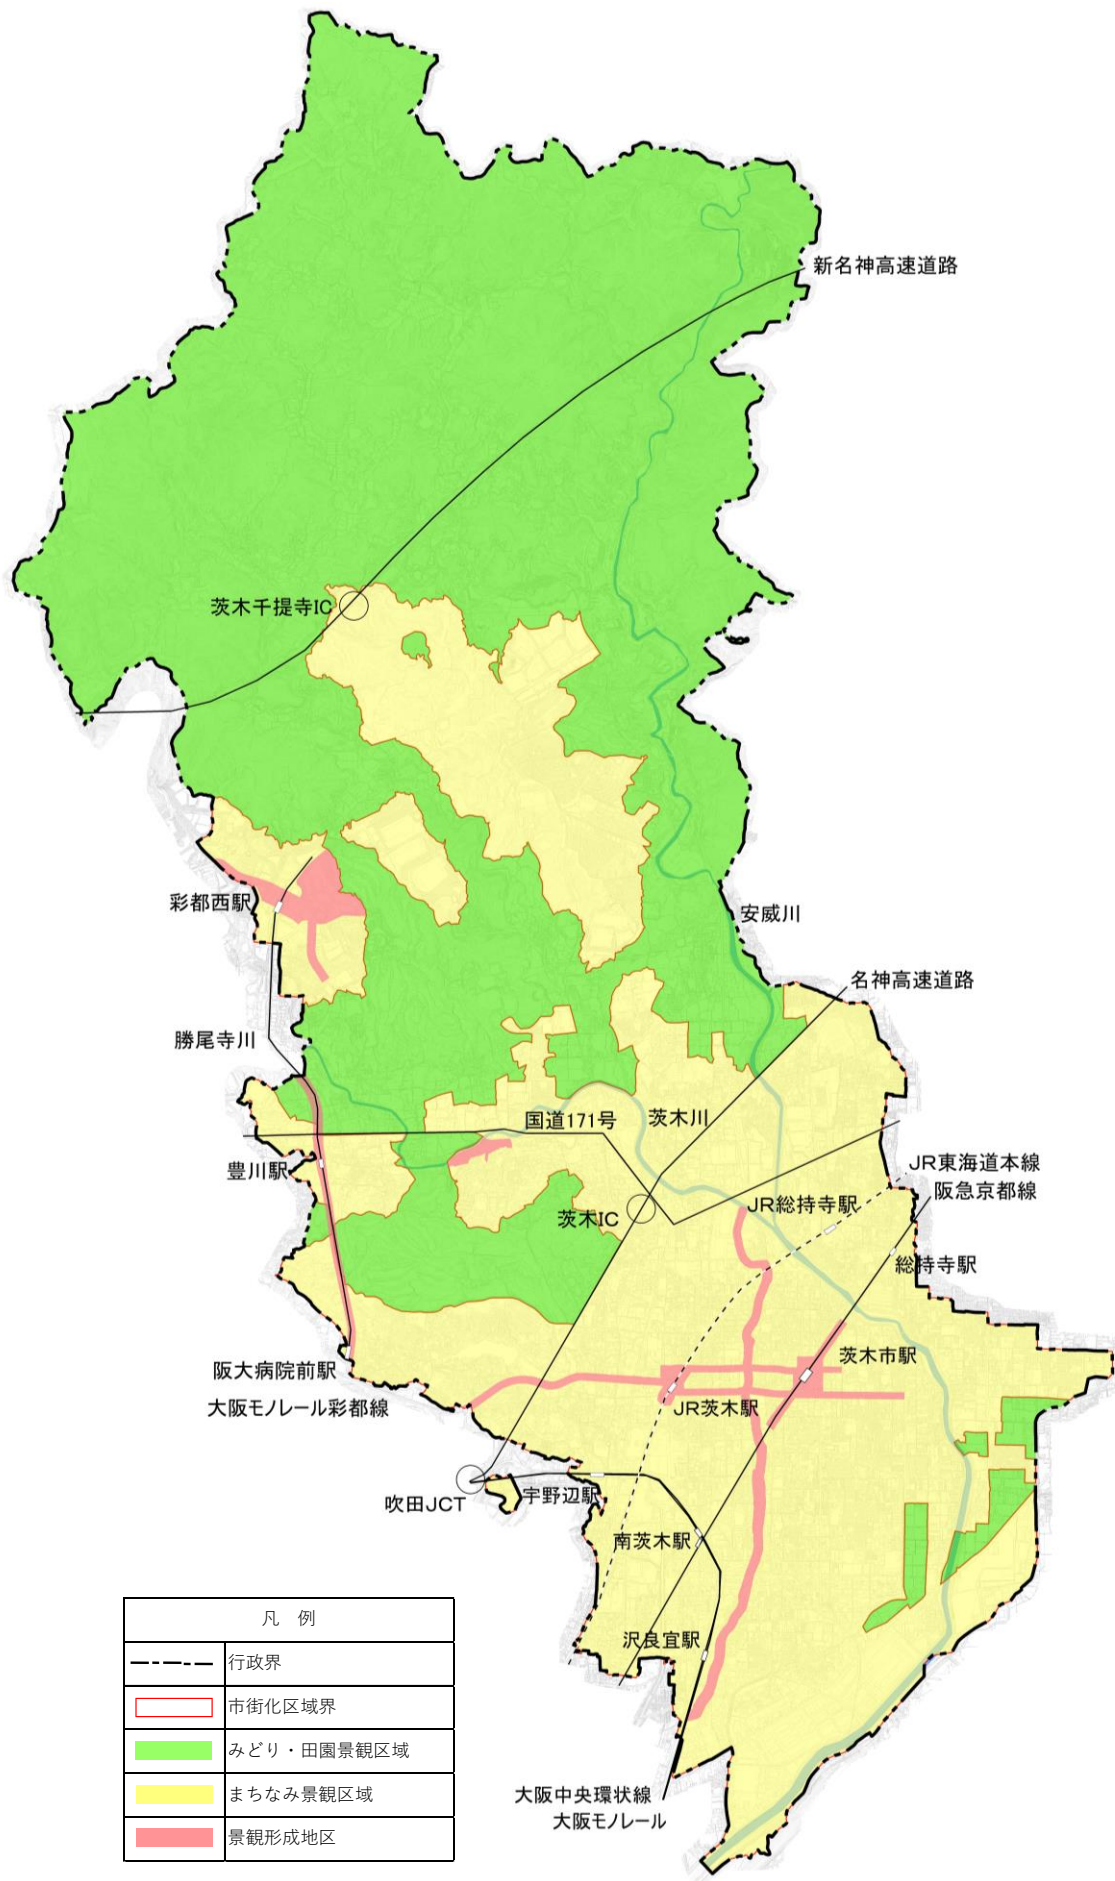 新名神高速道路
茨木千提寺IC
彩都西駅
安威川
名神高速道路
勝尾寺川
国道171号
茨木川
豊川駅
JR東海道本線
阪急京都線
JR総持寺駅
茨木IC
総持寺駅
茨木市駅
阪大病院前駅
大阪モノレール彩都線
JR茨木駅
吹田JCT
宇野辺駅
南茨木駅
沢良宜駅
大阪中央環状線
大阪モノレール
凡 例
行政界
市街化区域界
みどり・田園景観区域
まちなみ景観区域
景観形成地区